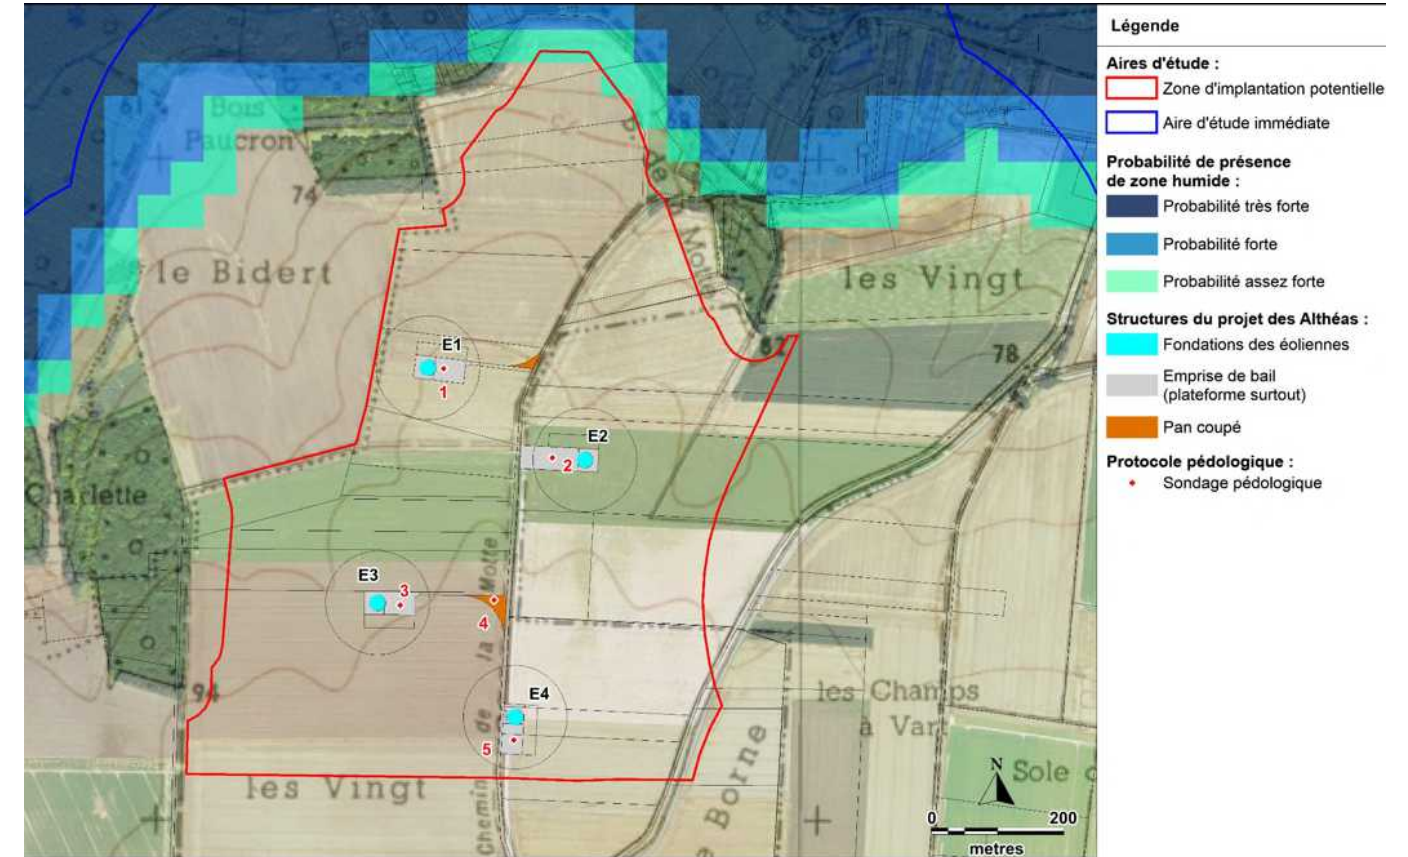 Légende
Aires d'étude :
Zone d'implantation potentielle
Aire d'étude immédiate
Probabilité de présence
de zone humide :
Probabilité très forte
Probabilité forte
Probabilité assez forte
Structures du projet des Althéas :
Fondations des éoliennes
Emprise de bail
(plateforme surtout)
Pan coupé
Protocole pédologique :
Sondage pédologique
Bois
Paucron
74
le Bidert
les Vingt
Motte
82
78
E1
1
E2
2
Charlette
E3
3
4
E4
5
94
Chemin de la Motte
les Champs
à Vari
les Vingt
Borne
Sole
N
0 200
metres